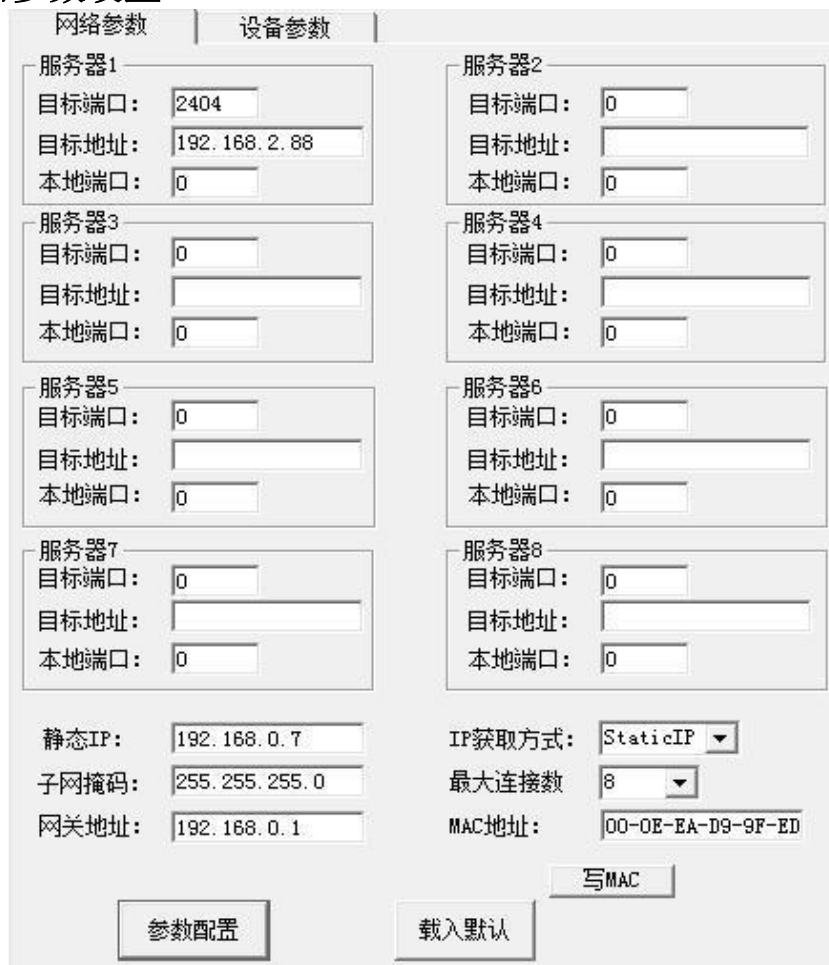 网络参数 设备参数
服务器1 服务器2
目标端口： 2404 目标端口： 0
目标地址： 192.168.2.88 目标地址：
本地端口： 0 本地端口： 0
服务器3 服务器4
目标端口： 0 目标端口： 0
目标地址： 目标地址：
本地端口： 0 本地端口： 0
服务器5 服务器6
目标端口： 0 目标端口： 0
目标地址： 目标地址：
本地端口： 0 本地端口： 0
服务器7 服务器8
目标端口： 0 目标端口： 0
目标地址： 目标地址：
本地端口： 0 本地端口： 0
静态IP： 192.168.0.7 IP获取方式： StaticIP
子网掩码： 255.255.255.0 最大连接数 8
网关地址： 192.168.0.1 MAC地址： 00-0E-EA-D9-9F-ED
写MAC
参数配置 载入默认